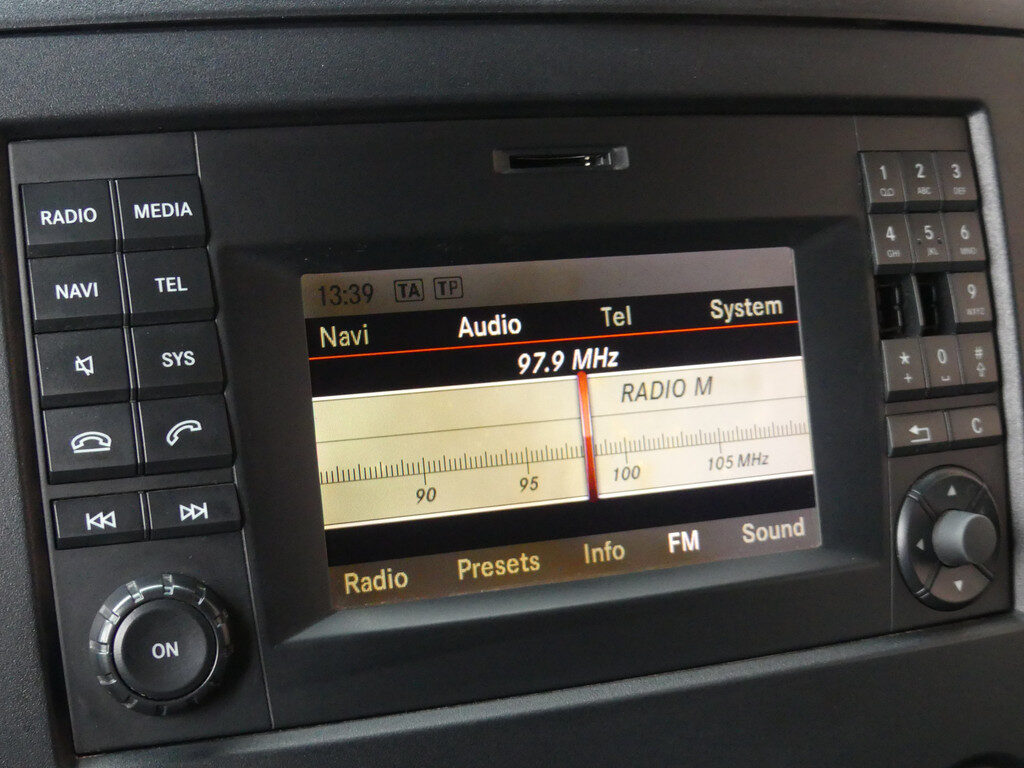 RADIO MEDIA
NAVI TEL
SYS
ON
13:39 TA TP
Navi Audio Tel System
97.9 MHz
RADIO M
90 95 100 105 MHz
Radio Presets Info FM Sound
1 2 3
ABC DEF
4 5 6
GHI JKL MNO
9
WXYZ
* 0 #
+
C